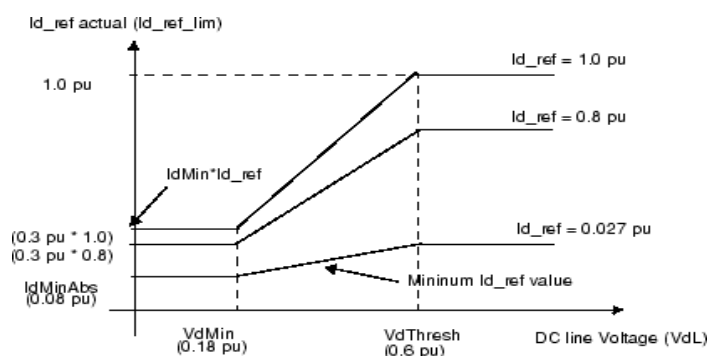 Id_ref actual (Id_ref_lim)
1.0 pu
Id_ref = 1.0 pu
Id_ref = 0.8 pu
IdMin*Id_ref
(0.3 pu * 1.0)
(0.3 pu * 0.8)
Id_ref = 0.027 pu
IdMinAbs
(0.08 pu)
Mininum Id_ref value
VdMin
(0.18 pu)
VdThresh
(0.6 pu)
DC line Voltage (VdL)